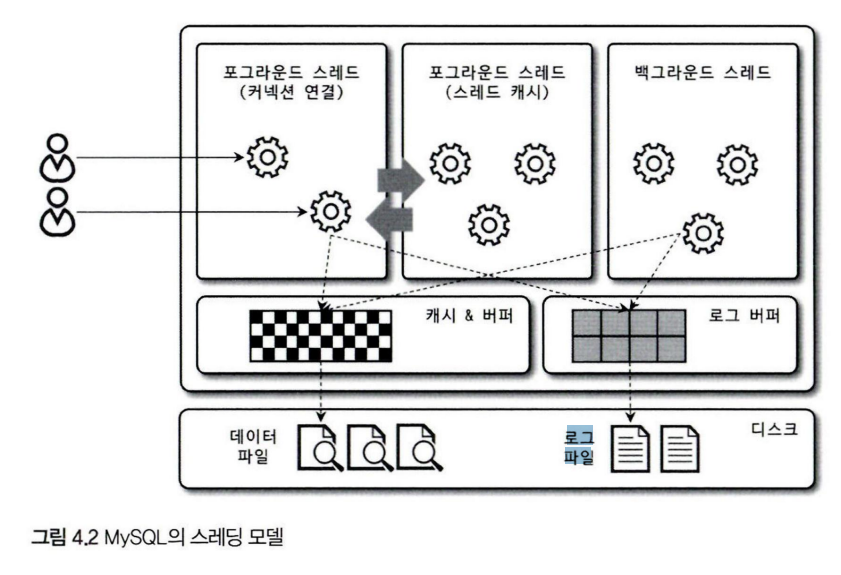 포그라운드 스레드
(커넥션 연결)
포그라운드 스레드
(스레드 캐시)
백그라운드 스레드
캐시 & 버퍼
로그 버퍼
데이터
파일
로그
파일
디스크
그림 4.2 MySQL의 스레딩 모델